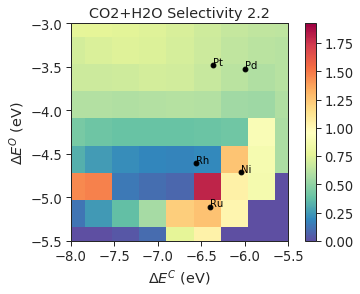 CO2+H2O Selectivity 2.2
ΔE^O (eV)
−3.0
−3.5
−4.0
−4.5
−5.0
−5.5
Pt
Pd
Rh
Ni
Ru
−8.0 −7.5 −7.0 −6.5 −6.0 −5.5
ΔE^C (eV)
1.75
1.50
1.25
1.00
0.75
0.50
0.25
0.00